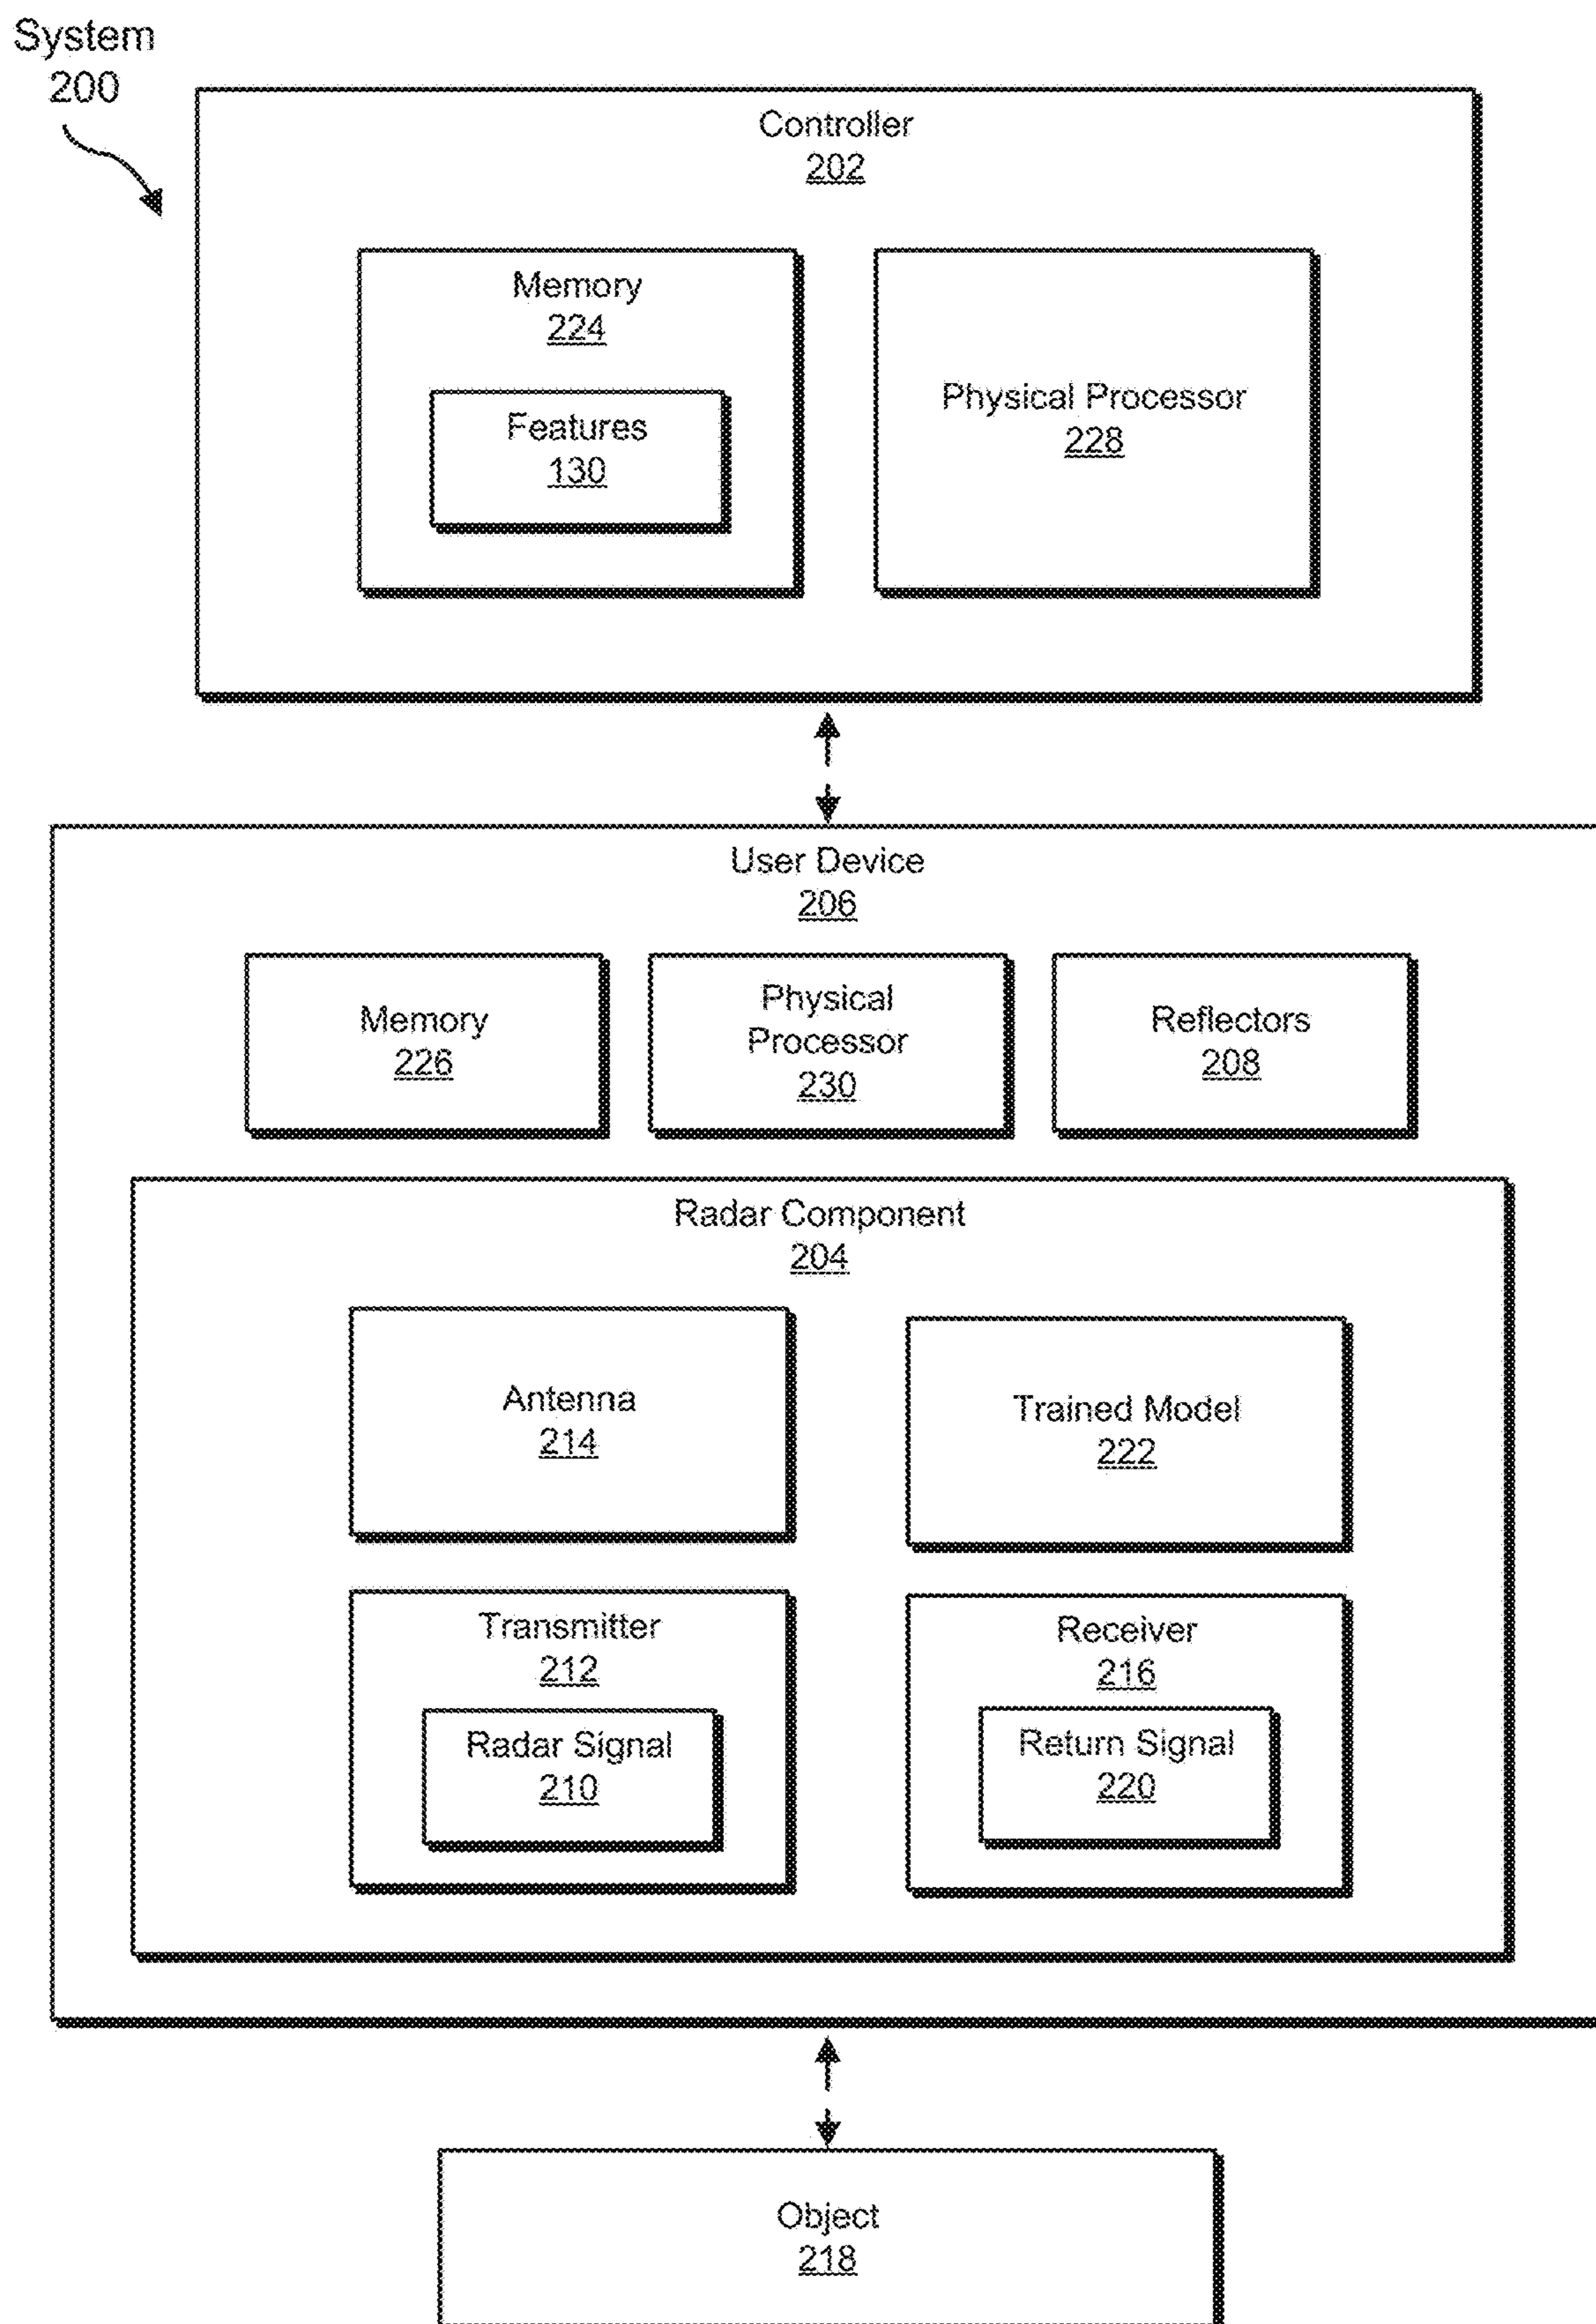 System
200
Controller
202
Memory
224
Features
130
Physical Processor
228
User Device
206
Memory
226
Physical
Processor
230
Reflectors
208
Radar Component
204
Antenna
214
Trained Model
222
Transmitter
212
Radar Signal
210
Receiver
216
Return Signal
220
Object
218